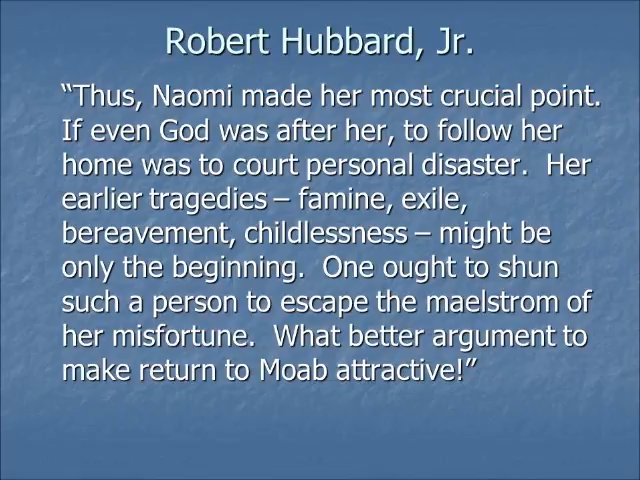 Robert Hubbard, Jr.
“Thus, Naomi made her most crucial point.
If even God was after her, to follow her
home was to court personal disaster.  Her
earlier tragedies – famine, exile,
bereavement, childlessness – might be
only the beginning.  One ought to shun
such a person to escape the maelstrom of
her misfortune.  What better argument to
make return to Moab attractive!”